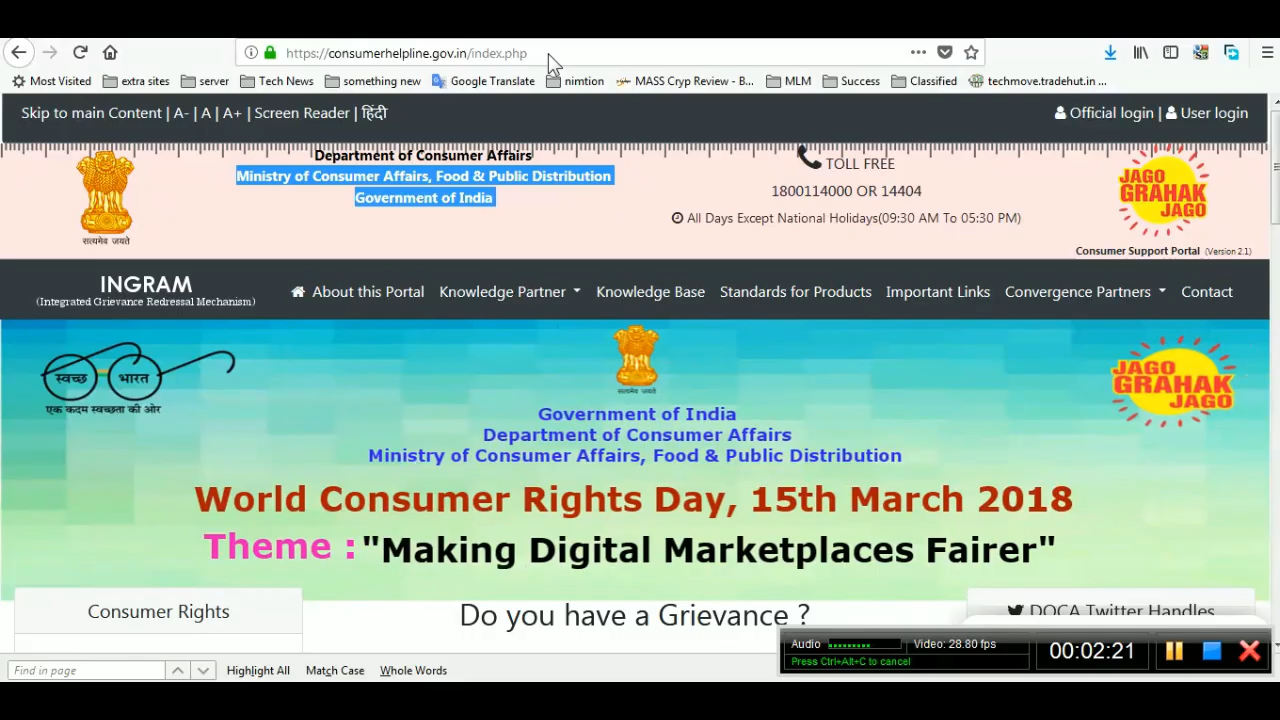 https://consumerhelpline.gov.in/index.php
Most Visited extra sites server Tech News something new Google Translate nimtion MASS Cryp Review - B... MLM Success Classified techmove.tradehut.in ...
Skip to main Content | A- | A | A+ | Screen Reader | हिंदी
Official login | User login
सत्यमेव जयते
Department of Consumer Affairs
Ministry of Consumer Affairs, Food & Public Distribution
Government of India
TOLL FREE
1800114000 OR 14404
All Days Except National Holidays(09:30 AM To 05:30 PM)
JAGO
GRAHAK
JAGO
Consumer Support Portal (Version 2.1)
INGRAM
(Integrated Grievance Redressal Mechanism)
About this Portal Knowledge Partner Knowledge Base Standards for Products Important Links Convergence Partners Contact
स्वच्छ भारत
एक कदम स्वच्छता की ओर
JAGO
GRAHAK
JAGO
Government of India
Department of Consumer Affairs
Ministry of Consumer Affairs, Food & Public Distribution
World Consumer Rights Day, 15th March 2018
Theme : "Making Digital Marketplaces Fairer"
Consumer Rights
Do you have a Grievance ?
DOCA Twitter Handles
Audio Video: 28.80 fps
Press Ctrl+Alt+C to cancel
00:02:21
Find in page Highlight All Match Case Whole Words